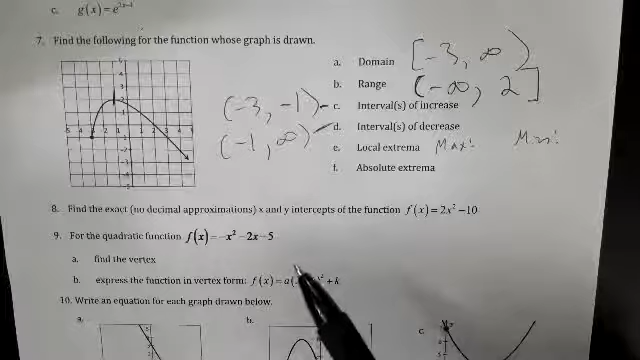 c. g(x) = e^(2x-4)
7. Find the following for the function whose graph is drawn.
a. Domain [-3, ∞)
b. Range (-∞, 2]
(-3, -1) - c. Interval(s) of increase
(-1, ∞) - d. Interval(s) of decrease
e. Local extrema Max: Min:
f. Absolute extrema
8. Find the exact (no decimal approximations) x and y intercepts of the function f(x) = 2x² - 10
9. For the quadratic function f(x) = -x² - 2x - 5
a. find the vertex
b. express the function in vertex form: f(x) = a( ² + k
10. Write an equation for each graph drawn below.
a. b. c.